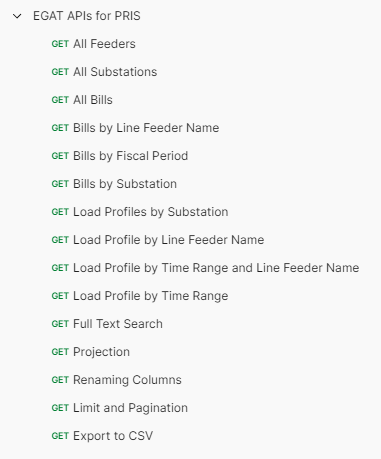 EGAT APIs for PRIS
GET All Feeders
GET All Substations
GET All Bills
GET Bills by Line Feeder Name
GET Bills by Fiscal Period
GET Bills by Substation
GET Load Profiles by Substation
GET Load Profile by Line Feeder Name
GET Load Profile by Time Range and Line Feeder Name
GET Load Profile by Time Range
GET Full Text Search
GET Projection
GET Renaming Columns
GET Limit and Pagination
GET Export to CSV